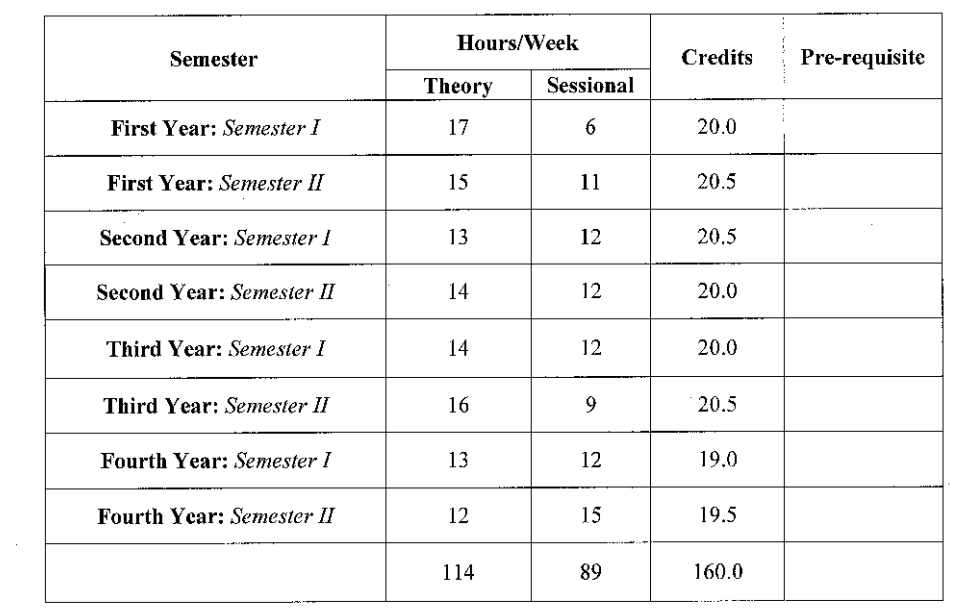 Semester Hours/Week Credits Pre-requisite
Theory Sessional
First Year: Semester I 17 6 20.0
First Year: Semester II 15 11 20.5
Second Year: Semester I 13 12 20.5
Second Year: Semester II 14 12 20.0
Third Year: Semester I 14 12 20.0
Third Year: Semester II 16 9 20.5
Fourth Year: Semester I 13 12 19.0
Fourth Year: Semester II 12 15 19.5
114 89 160.0